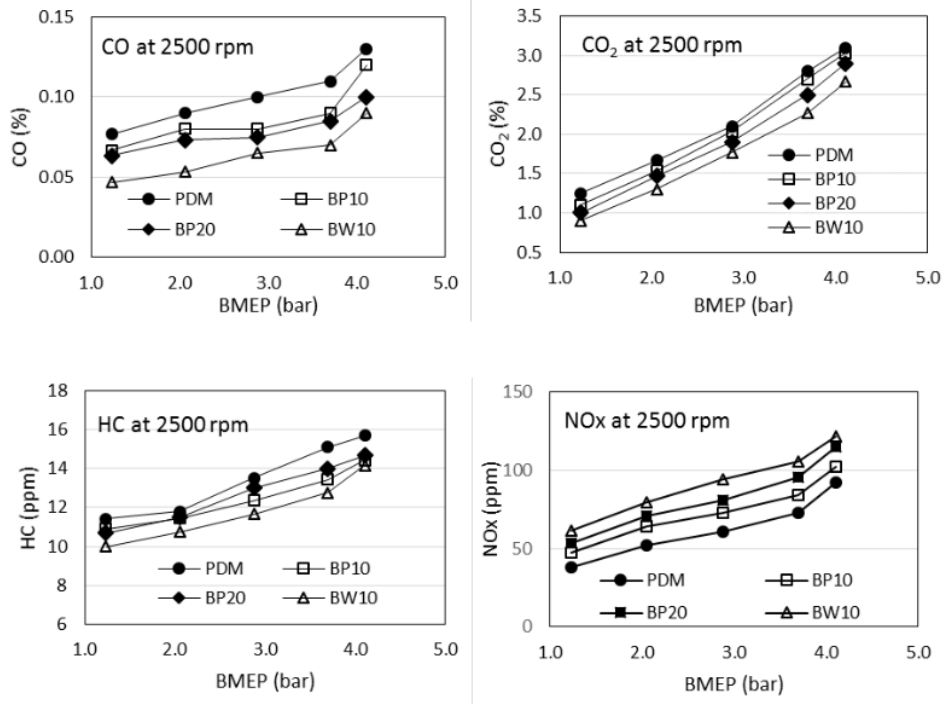 CO at 2500 rpm
CO (%)
0.15
0.10
0.05
0.00
PDM BP10
BP20 BW10
1.0 2.0 3.0 4.0 5.0
BMEP (bar)
CO₂ at 2500 rpm
CO₂ (%)
3.5
3.0
2.5
2.0
1.5
1.0
0.5
PDM
BP10
BP20
BW10
1.0 2.0 3.0 4.0 5.0
BMEP (bar)
HC at 2500 rpm
HC (ppm)
18
16
14
12
10
8
6
PDM BP10
BP20 BW10
1.0 2.0 3.0 4.0 5.0
BMEP (bar)
NOx at 2500 rpm
NOx (ppm)
150
100
50
0
PDM BP10
BP20 BW10
1.0 2.0 3.0 4.0 5.0
BMEP (bar)